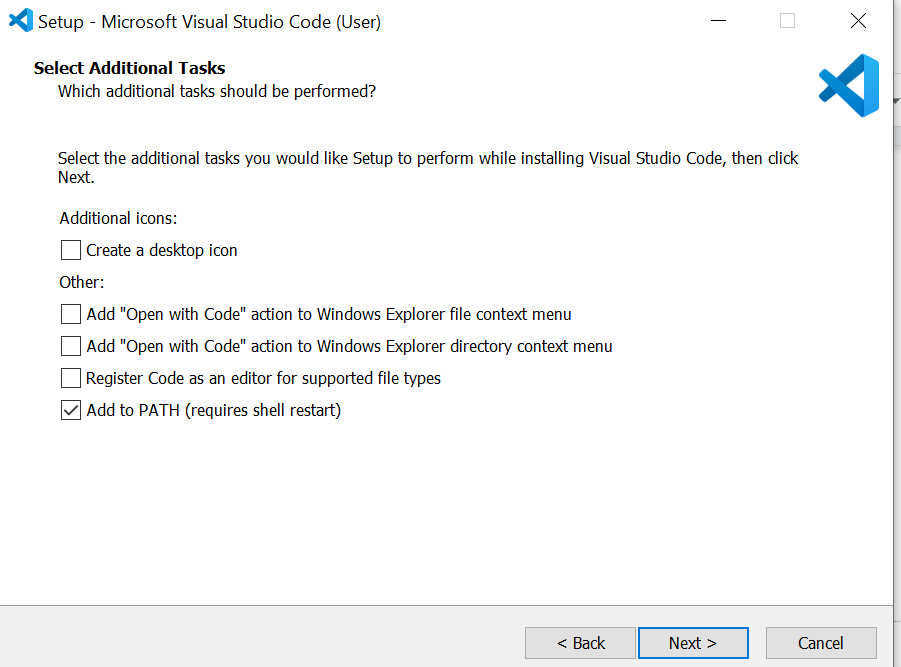 Setup - Microsoft Visual Studio Code (User)
Select Additional Tasks
Which additional tasks should be performed?
Select the additional tasks you would like Setup to perform while installing Visual Studio Code, then click
Next.
Additional icons:
Create a desktop icon
Other:
Add "Open with Code" action to Windows Explorer file context menu
Add "Open with Code" action to Windows Explorer directory context menu
Register Code as an editor for supported file types
Add to PATH (requires shell restart)
< Back Next > Cancel